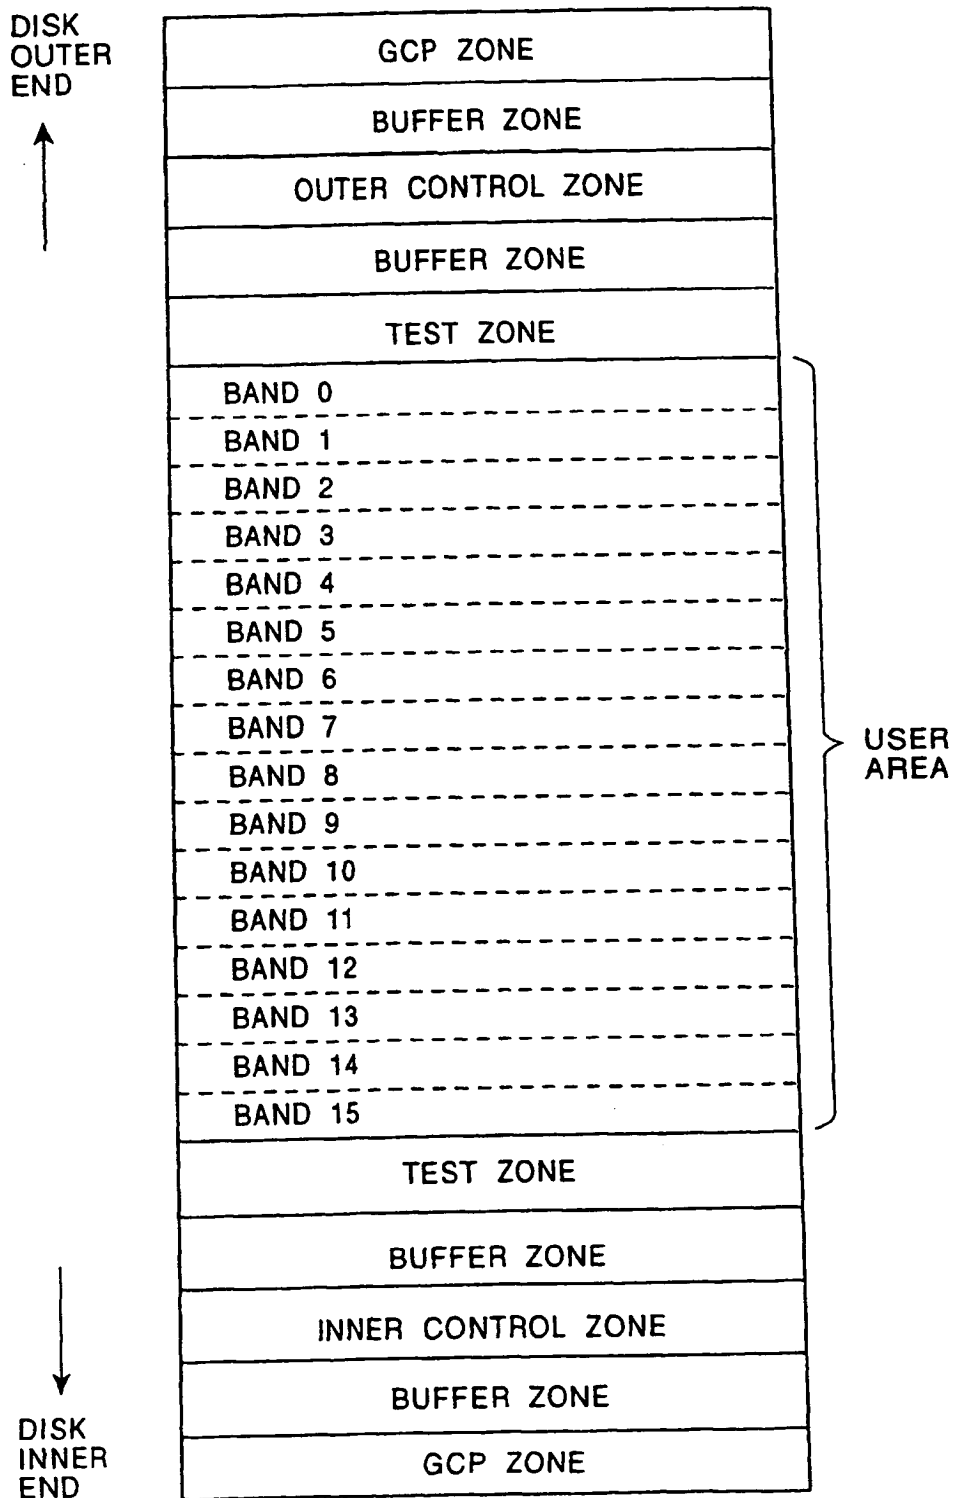 DISK
OUTER
END
GCP ZONE
BUFFER ZONE
OUTER CONTROL ZONE
BUFFER ZONE
TEST ZONE
BAND 0
BAND 1
BAND 2
BAND 3
BAND 4
BAND 5
BAND 6
BAND 7
BAND 8
BAND 9
BAND 10
BAND 11
BAND 12
BAND 13
BAND 14
BAND 15
USER
AREA
TEST ZONE
BUFFER ZONE
INNER CONTROL ZONE
BUFFER ZONE
GCP ZONE
DISK
INNER
END